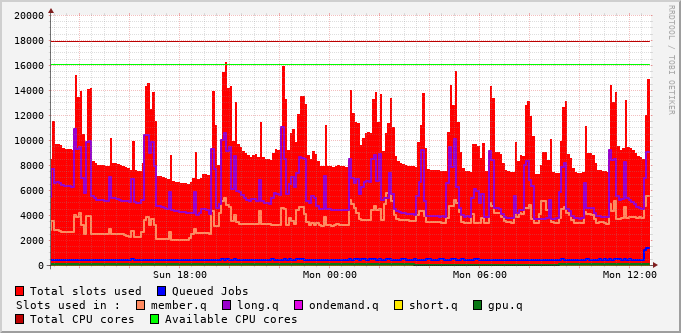 20000
18000
16000
14000
12000
10000
8000
6000
4000
2000
0
Sun 18:00 Mon 00:00 Mon 06:00 Mon 12:00
RRDTOOL / TOBI OETIKER
Total slots used Queued Jobs
Slots used in : member.q long.q ondemand.q short.q gpu.q
Total CPU cores Available CPU cores